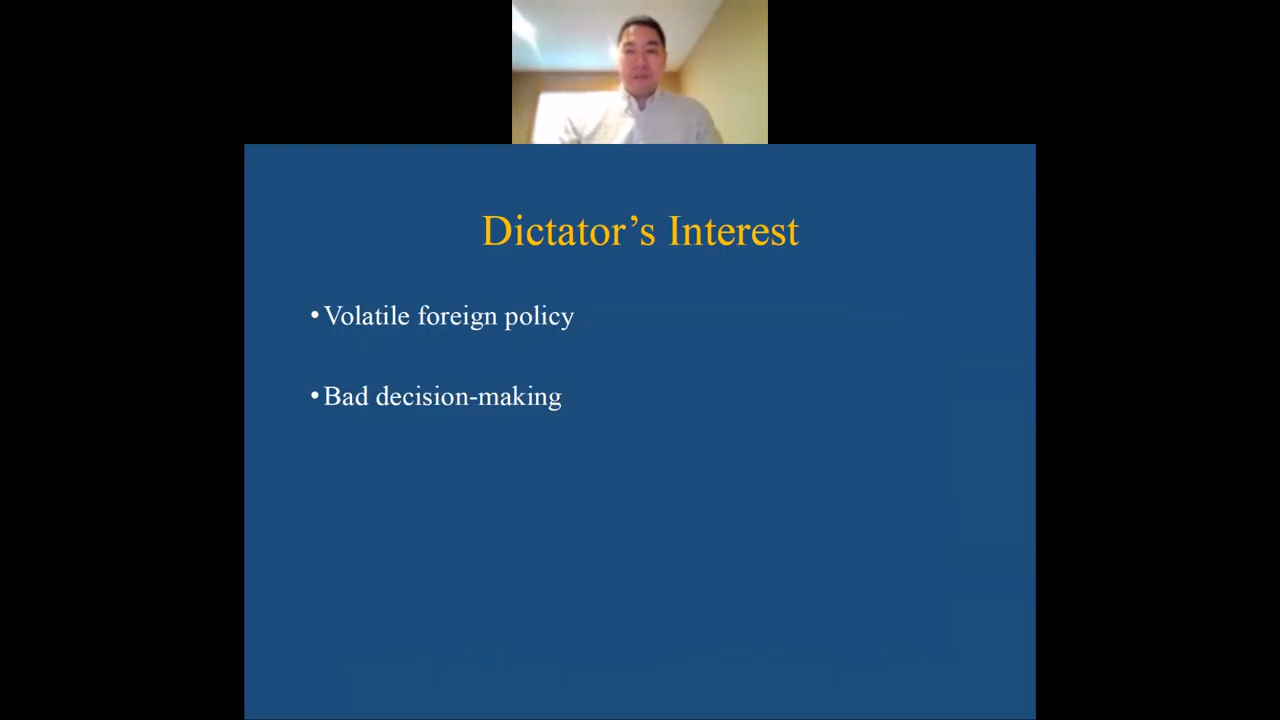 Dictator’s Interest
•Volatile foreign policy
•Bad decision-making